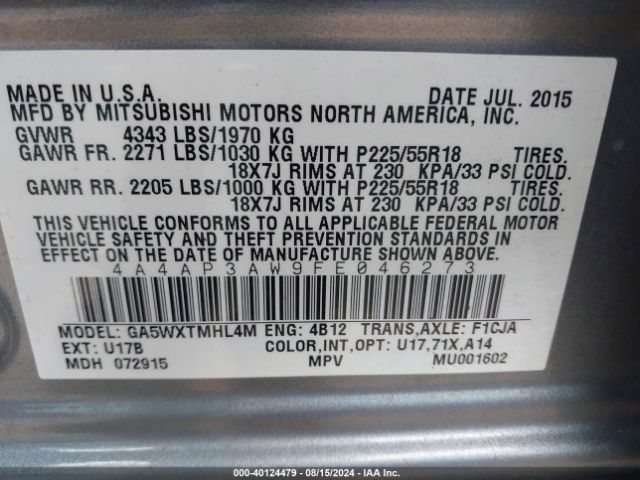 MADE IN U.S.A. DATE JUL. 2015
MFD BY MITSUBISHI MOTORS NORTH AMERICA, INC.
GVWR 4343 LBS/1970 KG
GAWR FR. 2271 LBS/1030 KG WITH P225/55R18 TIRES.
18X7J RIMS AT 230 KPA/33 PSI COLD.
GAWR RR. 2205 LBS/1000 KG WITH P225/55R18 TIRES.
18X7J RIMS AT 230 KPA/33 PSI COLD.
THIS VEHICLE CONFORMS TO ALL APPLICABLE FEDERAL MOTOR
VEHICLE SAFETY AND THEFT PREVENTION STANDARDS IN
EFFECT ON THE DATE OF MANUFACTURE SHOWN ABOVE.
4A4AP3AW9FE046273
MODEL: GA5WXTMHL4M ENG: 4B12 TRANS,AXLE: F1CJA
EXT: U17B COLOR,INT,OPT: U17,71X,A14
MDH 072915 MPV MU001602
000-40124479 - 08/15/2024 - IAA Inc.